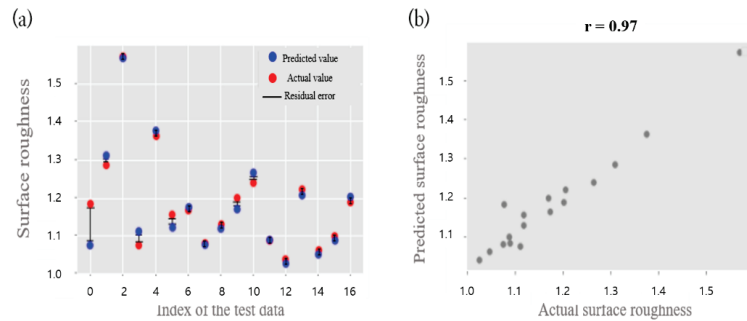 (a)
Surface roughness
1.5
1.4
1.3
1.2
1.1
1.0
Predicted value
Actual value
Residual error
0 2 4 6 8 10 12 14 16
Index of the test data
(b)
r = 0.97
Predicted surface roughness
1.5
1.4
1.3
1.2
1.1
1.0 1.1 1.2 1.3 1.4 1.5
Actual surface roughness